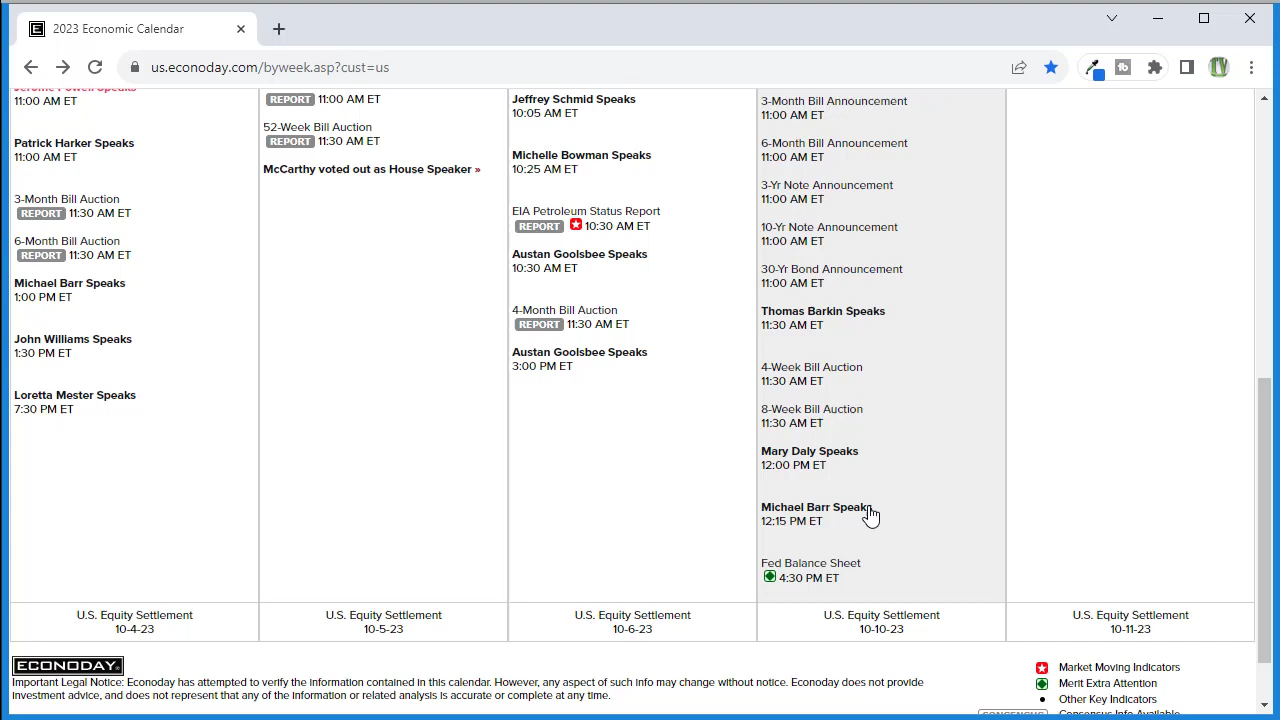 2023 Economic Calendar
us.econoday.com/byweek.asp?cust=us
Jerome Powell Speaks
11:00 AM ET
Patrick Harker Speaks
11:00 AM ET
3-Month Bill Auction
REPORT 11:30 AM ET
6-Month Bill Auction
REPORT 11:30 AM ET
Michael Barr Speaks
1:00 PM ET
John Williams Speaks
1:30 PM ET
Loretta Mester Speaks
7:30 PM ET
REPORT 11:00 AM ET
52-Week Bill Auction
REPORT 11:30 AM ET
McCarthy voted out as House Speaker »
Jeffrey Schmid Speaks
10:05 AM ET
Michelle Bowman Speaks
10:25 AM ET
EIA Petroleum Status Report
REPORT 10:30 AM ET
Austan Goolsbee Speaks
10:30 AM ET
4-Month Bill Auction
REPORT 11:30 AM ET
Austan Goolsbee Speaks
3:00 PM ET
3-Month Bill Announcement
11:00 AM ET
6-Month Bill Announcement
11:00 AM ET
3-Yr Note Announcement
11:00 AM ET
10-Yr Note Announcement
11:00 AM ET
30-Yr Bond Announcement
11:00 AM ET
Thomas Barkin Speaks
11:30 AM ET
4-Week Bill Auction
11:30 AM ET
8-Week Bill Auction
11:30 AM ET
Mary Daly Speaks
12:00 PM ET
Michael Barr Speaks
12:15 PM ET
Fed Balance Sheet
4:30 PM ET
U.S. Equity Settlement
10-4-23
U.S. Equity Settlement
10-5-23
U.S. Equity Settlement
10-6-23
U.S. Equity Settlement
10-10-23
U.S. Equity Settlement
10-11-23
ECONODAY
Important Legal Notice: Econoday has attempted to verify the information contained in this calendar. However, any aspect of such info may change without notice. Econoday does not provide
investment advice, and does not represent that any of the information or related analysis is accurate or complete at any time.
Market Moving Indicators
Merit Extra Attention
Other Key Indicators
CONSENSUS Consensus Info Available